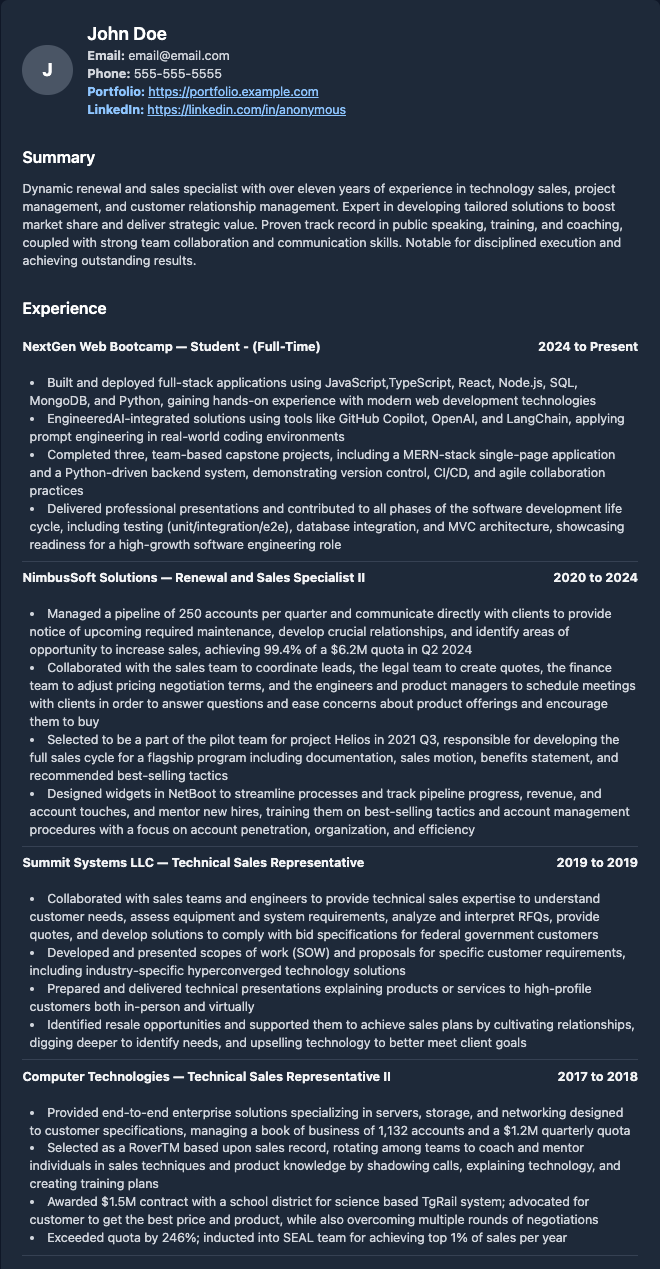 J
John Doe
Email: email@email.com
Phone: 555-555-5555
Portfolio: https://portfolio.example.com
LinkedIn: https://linkedin.com/in/anonymous
Summary
Dynamic renewal and sales specialist with over eleven years of experience in technology sales, project
management, and customer relationship management. Expert in developing tailored solutions to boost
market share and deliver strategic value. Proven track record in public speaking, training, and coaching,
coupled with strong team collaboration and communication skills. Notable for disciplined execution and
achieving outstanding results.
Experience
NextGen Web Bootcamp — Student - (Full-Time) 2024 to Present
• Built and deployed full-stack applications using JavaScript,TypeScript, React, Node.js, SQL,
MongoDB, and Python, gaining hands-on experience with modern web development technologies
• EngineeredAI-integrated solutions using tools like GitHub Copilot, OpenAI, and LangChain, applying
prompt engineering in real-world coding environments
• Completed three, team-based capstone projects, including a MERN-stack single-page application
and a Python-driven backend system, demonstrating version control, CI/CD, and agile collaboration
practices
• Delivered professional presentations and contributed to all phases of the software development life
cycle, including testing (unit/integration/e2e), database integration, and MVC architecture, showcasing
readiness for a high-growth software engineering role
NimbusSoft Solutions — Renewal and Sales Specialist II 2020 to 2024
• Managed a pipeline of 250 accounts per quarter and communicate directly with clients to provide
notice of upcoming required maintenance, develop crucial relationships, and identify areas of
opportunity to increase sales, achieving 99.4% of a $6.2M quota in Q2 2024
• Collaborated with the sales team to coordinate leads, the legal team to create quotes, the finance
team to adjust pricing negotiation terms, and the engineers and product managers to schedule meetings
with clients in order to answer questions and ease concerns about product offerings and encourage
them to buy
• Selected to be a part of the pilot team for project Helios in 2021 Q3, responsible for developing the
full sales cycle for a flagship program including documentation, sales motion, benefits statement, and
recommended best-selling tactics
• Designed widgets in NetBoot to streamline processes and track pipeline progress, revenue, and
account touches, and mentor new hires, training them on best-selling tactics and account management
procedures with a focus on account penetration, organization, and efficiency
Summit Systems LLC — Technical Sales Representative 2019 to 2019
• Collaborated with sales teams and engineers to provide technical sales expertise to understand
customer needs, assess equipment and system requirements, analyze and interpret RFQs, provide
quotes, and develop solutions to comply with bid specifications for federal government customers
• Developed and presented scopes of work (SOW) and proposals for specific customer requirements,
including industry-specific hyperconverged technology solutions
• Prepared and delivered technical presentations explaining products or services to high-profile
customers both in-person and virtually
• Identified resale opportunities and supported them to achieve sales plans by cultivating relationships,
digging deeper to identify needs, and upselling technology to better meet client goals
Computer Technologies — Technical Sales Representative II 2017 to 2018
• Provided end-to-end enterprise solutions specializing in servers, storage, and networking designed
to customer specifications, managing a book of business of 1,132 accounts and a $1.2M quarterly quota
• Selected as a RoverTM based upon sales record, rotating among teams to coach and mentor
individuals in sales techniques and product knowledge by shadowing calls, explaining technology, and
creating training plans
• Awarded $1.5M contract with a school district for science based TgRail system; advocated for
customer to get the best price and product, while also overcoming multiple rounds of negotiations
• Exceeded quota by 246%; inducted into SEAL team for achieving top 1% of sales per year